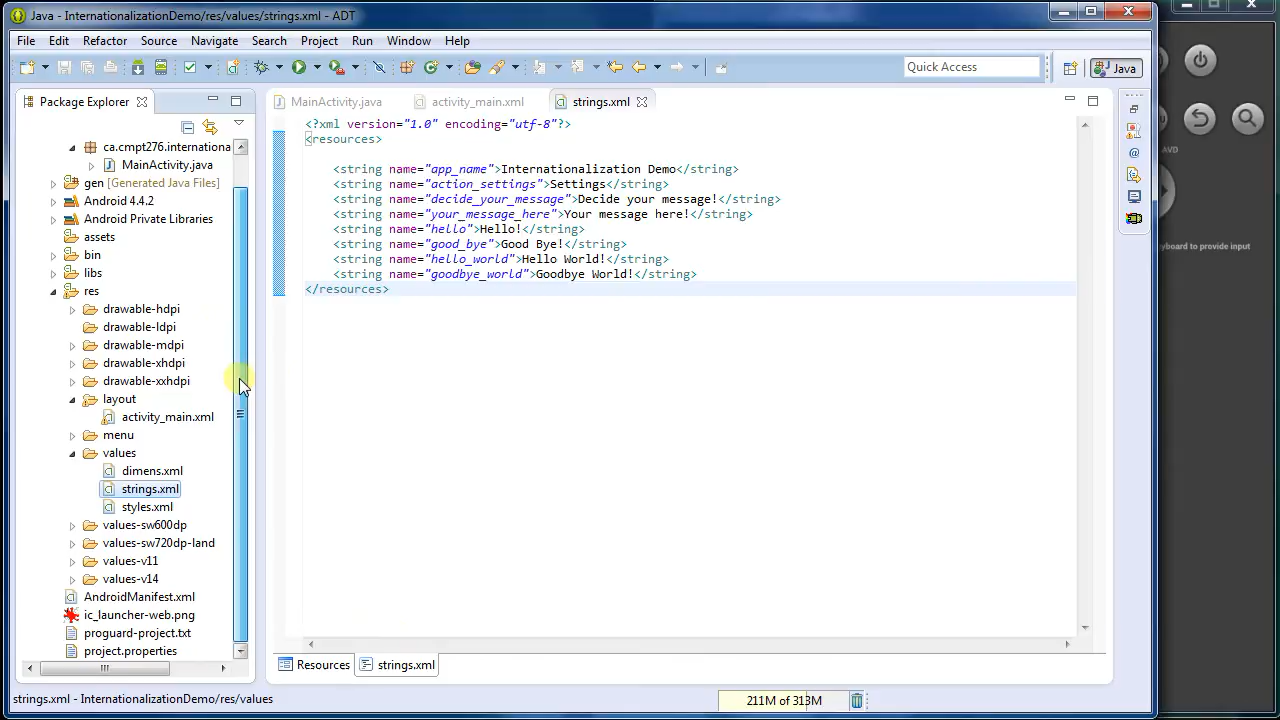 Java - InternationalizationDemo/res/values/strings.xml - ADT
File Edit Refactor Source Navigate Search Project Run Window Help
Quick Access
Java
Package Explorer
ca.cmpt276.internationa
MainActivity.java
gen [Generated Java Files]
Android 4.4.2
Android Private Libraries
assets
bin
libs
res
drawable-hdpi
drawable-ldpi
drawable-mdpi
drawable-xhdpi
drawable-xxhdpi
layout
activity_main.xml
menu
values
dimens.xml
strings.xml
styles.xml
values-sw600dp
values-sw720dp-land
values-v11
values-v14
AndroidManifest.xml
ic_launcher-web.png
proguard-project.txt
project.properties
MainActivity.java activity_main.xml strings.xml
<?xml version="1.0" encoding="utf-8"?>
<resources>
<string name="app_name">Internationalization Demo</string>
<string name="action_settings">Settings</string>
<string name="decide_your_message">Decide your message!</string>
<string name="your_message_here">Your message here!</string>
<string name="hello">Hello!</string>
<string name="good_bye">Good Bye!</string>
<string name="hello_world">Hello World!</string>
<string name="goodbye_world">Goodbye World!</string>
</resources>
Resources strings.xml
strings.xml - InternationalizationDemo/res/values
211M of 313M
AVD
yboard to provide input